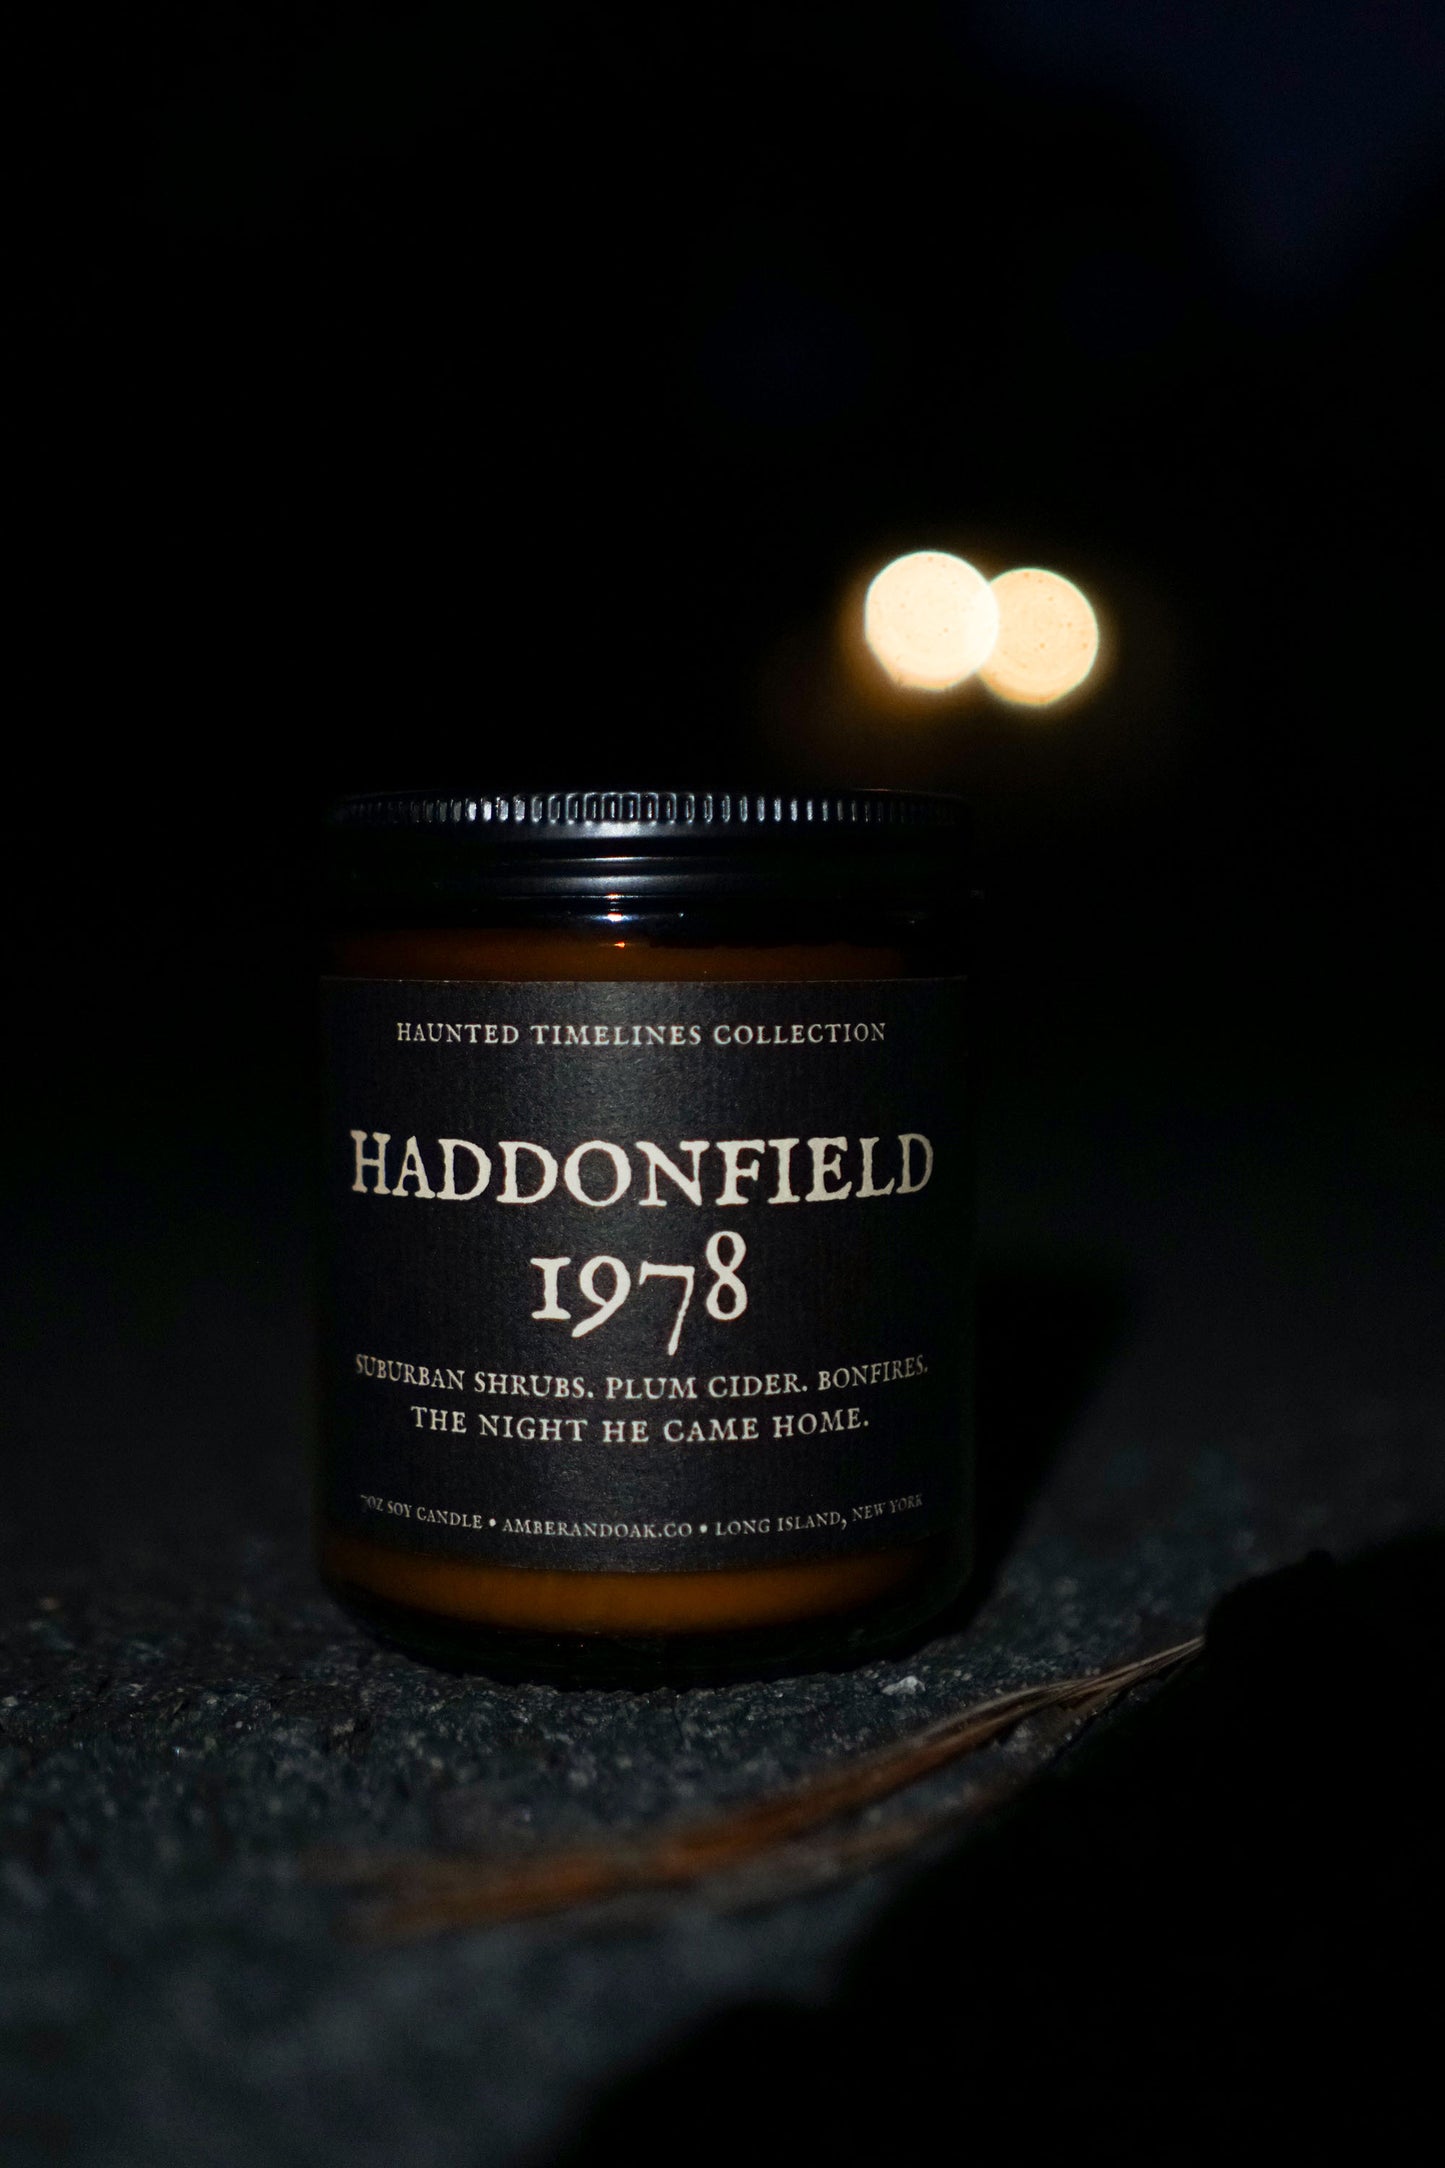 HAUNTED TIMELINES COLLECTION
HADDONFIELD
1978
SUBURBAN SHRUBS. PLUM CIDER. BONFIRES.
THE NIGHT HE CAME HOME.
7OZ SOY CANDLE • AMBERANDOAK.CO • LONG ISLAND, NEW YORK